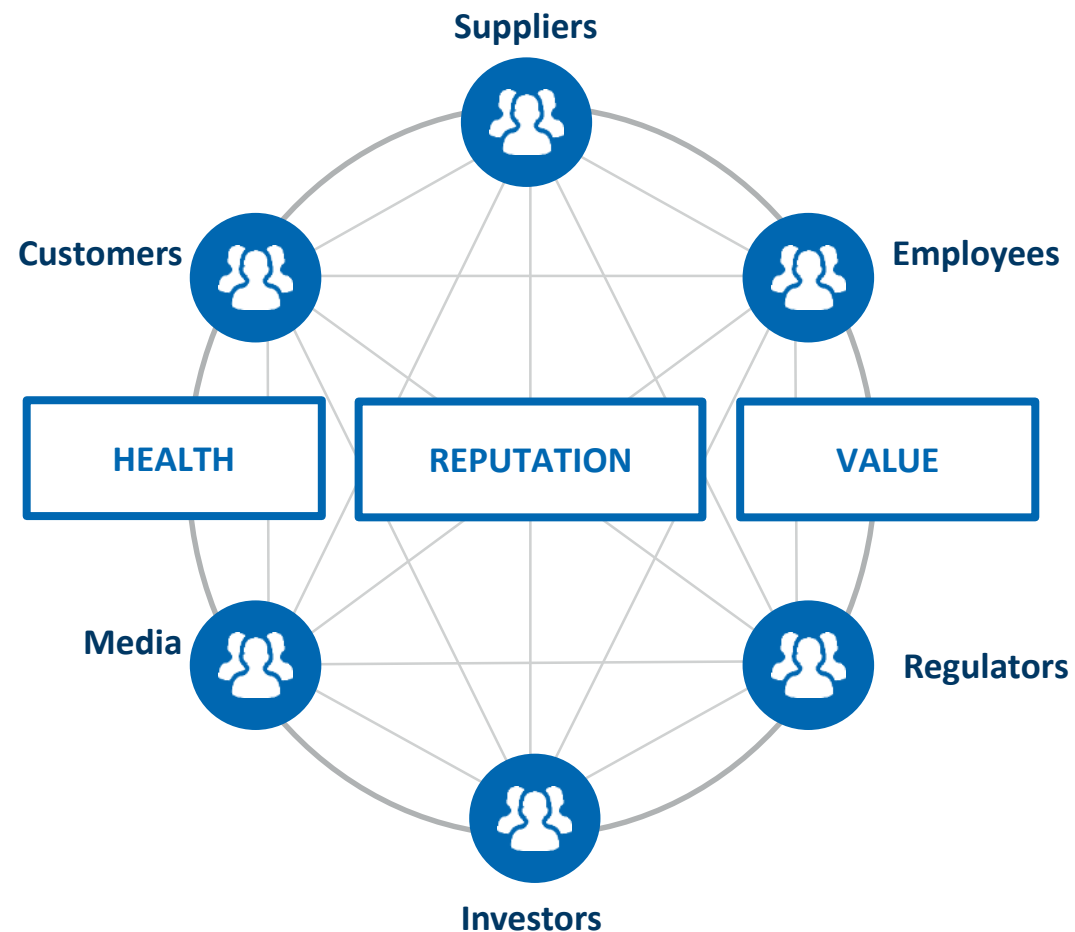 Suppliers
Customers
Employees
HEALTH
REPUTATION
VALUE
Media
Regulators
Investors